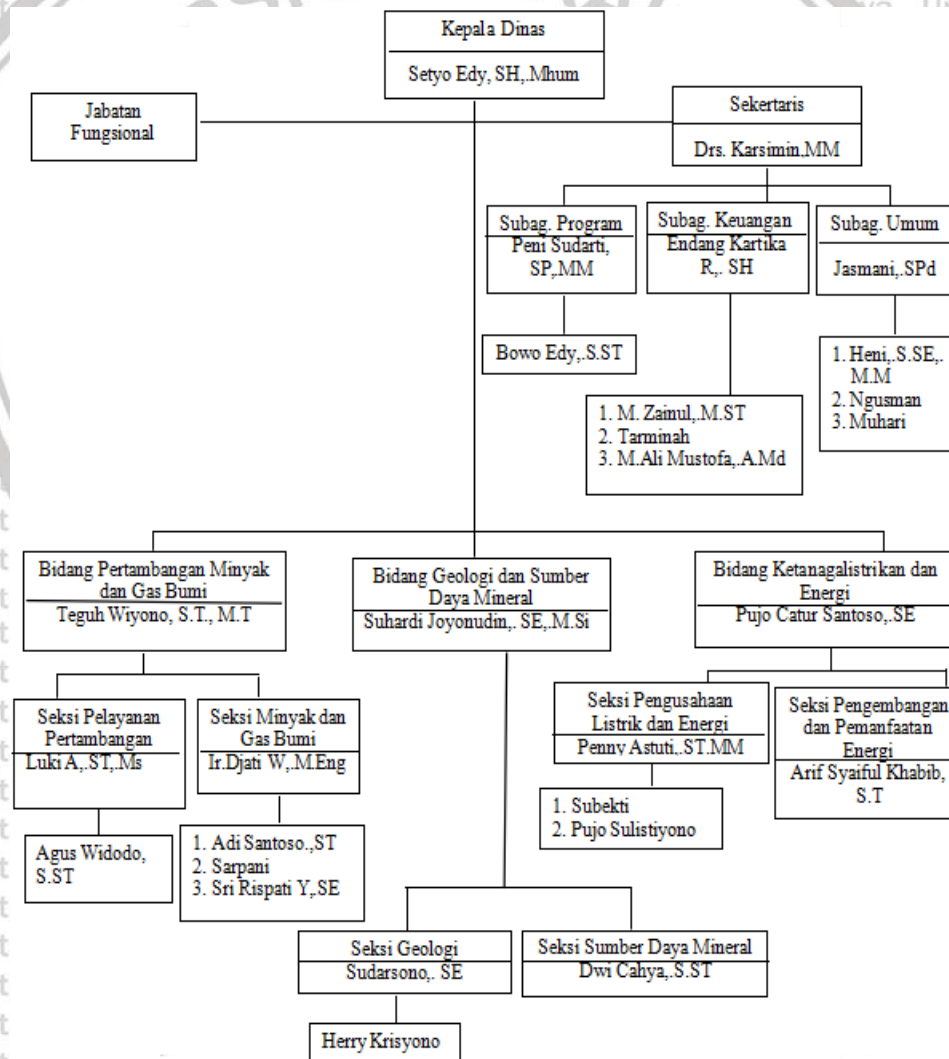 Kepala Dinas
Setyo Edy, SH,.Mhum
Jabatan
Fungsional
Sekertaris
Drs. Karsimin,MM
Subag. Program
Peni Sudarti,
SP,.MM
Subag. Keuangan
Endang Kartika
R,. SH
Subag. Umum
Jasmani,.SPd
Bowo Edy,.S.ST
1. M. Zainul,.M.ST
2. Tarminah
3. M.Ali Mustofa,.A.Md
1. Heni,.S.SE,.
M.M
2. Ngusman
3. Muhari
Bidang Pertambangan Minyak
dan Gas Bumi
Teguh Wiyono, S.T., M.T
Bidang Geologi dan Sumber
Daya Mineral
Suhardi Joyonudin,. SE,.M.Si
Bidang Ketanagalistrikan dan
Energi
Pujo Catur Santoso,.SE
Seksi Pelayanan
Pertambangan
Luki A,.ST,.Ms
Seksi Minyak dan
Gas Bumi
Ir.Djati W,.M.Eng
Seksi Pengusahaan
Listrik dan Energi
Penny Astuti,.ST.MM
Seksi Pengembangan
dan Pemanfaatan
Energi
Arif Syaiful Khabib,
S.T
Agus Widodo,
S.ST
1. Adi Santoso.,ST
2. Sarpani
3. Sri Rispati Y,.SE
1. Subekti
2. Pujo Sulistiyono
Seksi Geologi
Sudarsono,. SE
Seksi Sumber Daya Mineral
Dwi Cahya,.S.ST
Herry Krisyono